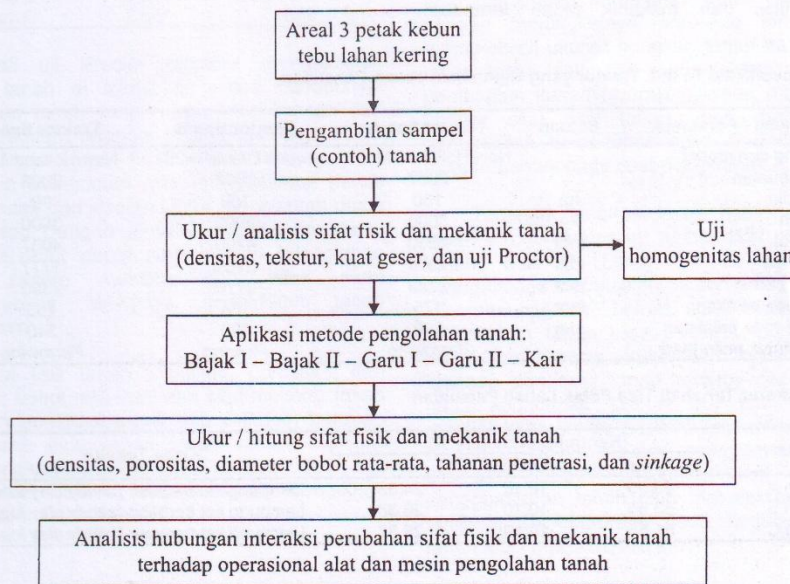 Areal 3 petak kebun
tebu lahan kering
Pengambilan sampel
(contoh) tanah
Ukur / analisis sifat fisik dan mekanik tanah
(densitas, tekstur, kuat geser, dan uji Proctor)
Uji
homogenitas lahan
Aplikasi metode pengolahan tanah:
Bajak I – Bajak II – Garu I – Garu II – Kair
Ukur / hitung sifat fisik dan mekanik tanah
(densitas, porositas, diameter bobot rata-rata, tahanan penetrasi, dan sinkage)
Analisis hubungan interaksi perubahan sifat fisik dan mekanik tanah
terhadap operasional alat dan mesin pengolahan tanah